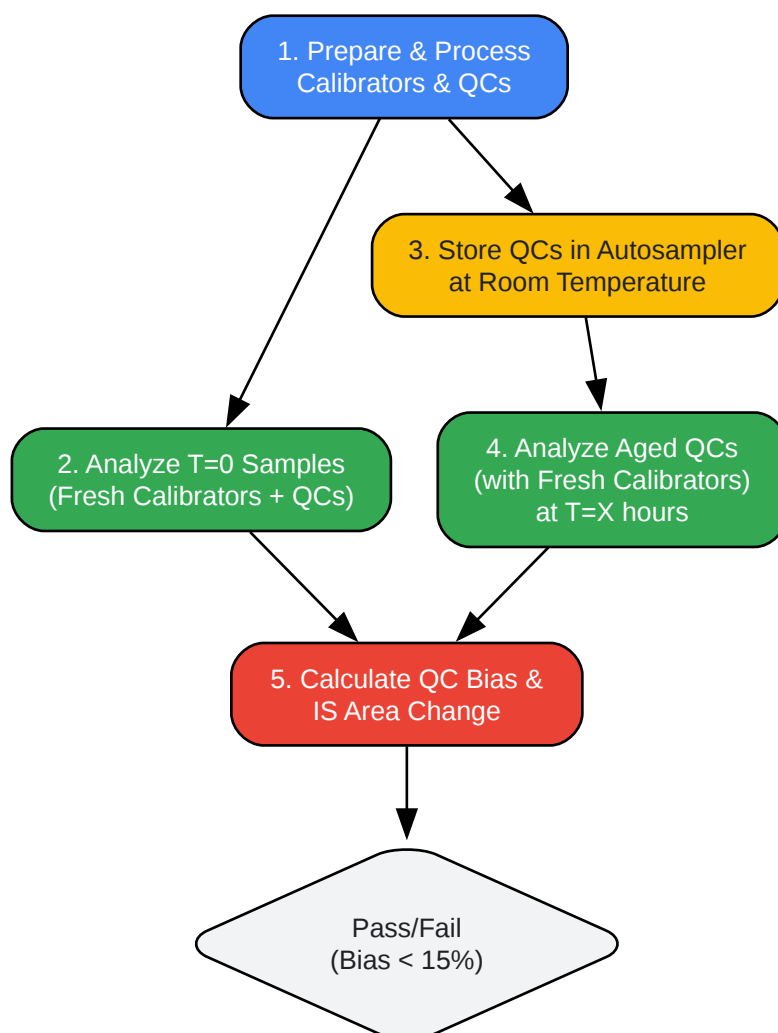 1. Prepare & Process
Calibrators & QCs
3. Store QCs in Autosampler
at Room Temperature
2. Analyze T=0 Samples
(Fresh Calibrators + QCs)
4. Analyze Aged QCs
(with Fresh Calibrators)
at T=X hours
5. Calculate QC Bias &
IS Area Change
Pass/Fail
(Bias < 15%)